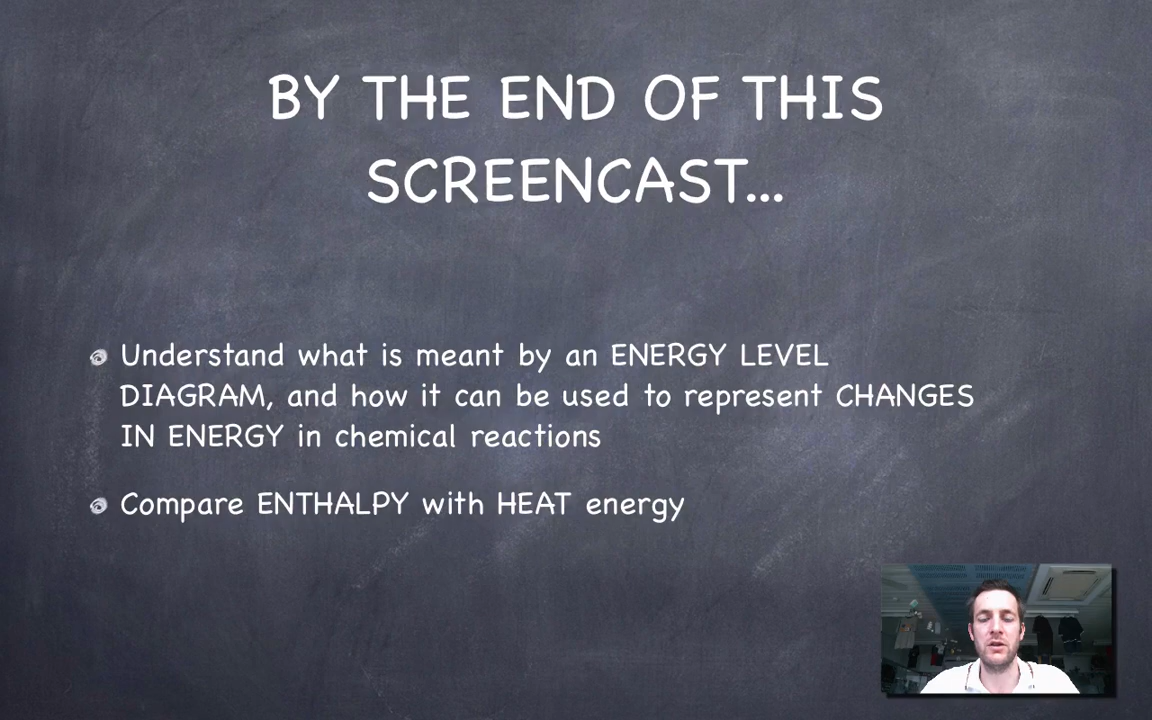 BY THE END OF THIS
SCREENCAST...
Understand what is meant by an ENERGY LEVEL
DIAGRAM, and how it can be used to represent CHANGES
IN ENERGY in chemical reactions
Compare ENTHALPY with HEAT energy